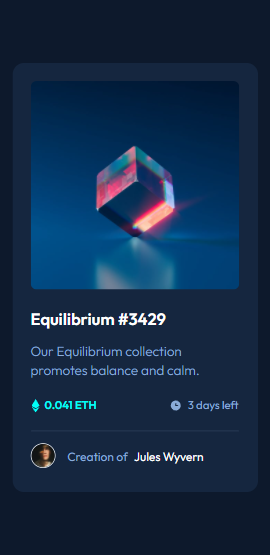 Equilibrium #3429
Our Equilibrium collection
promotes balance and calm.
0.041 ETH 3 days left
Creation of Jules Wyvern